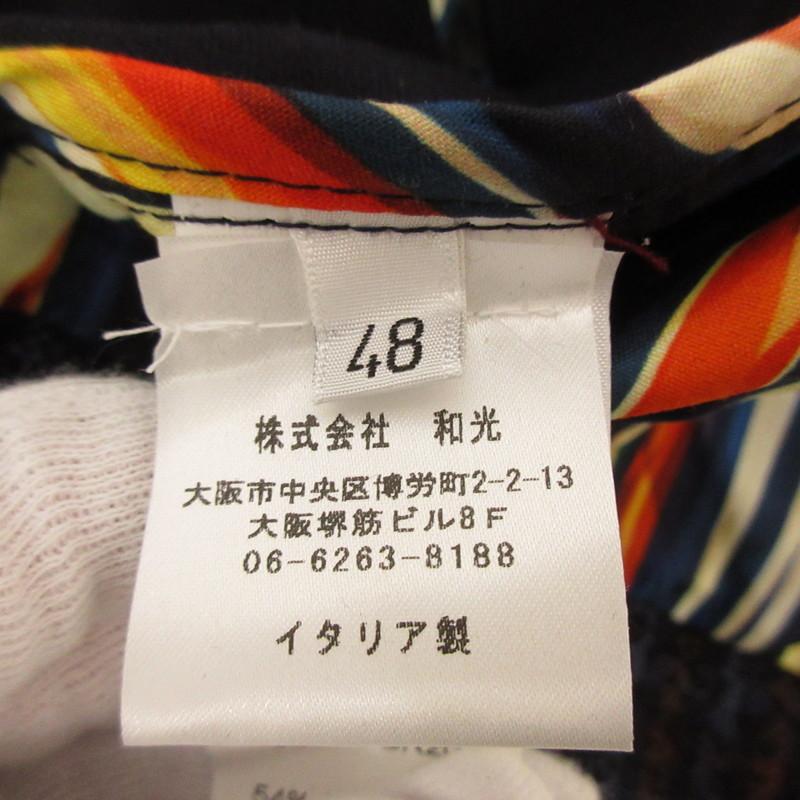 48
株式会社　和光
大阪市中央区博労町2-2-13
大阪堺筋ビル8F
06-6263-8188
イタリア製
54%